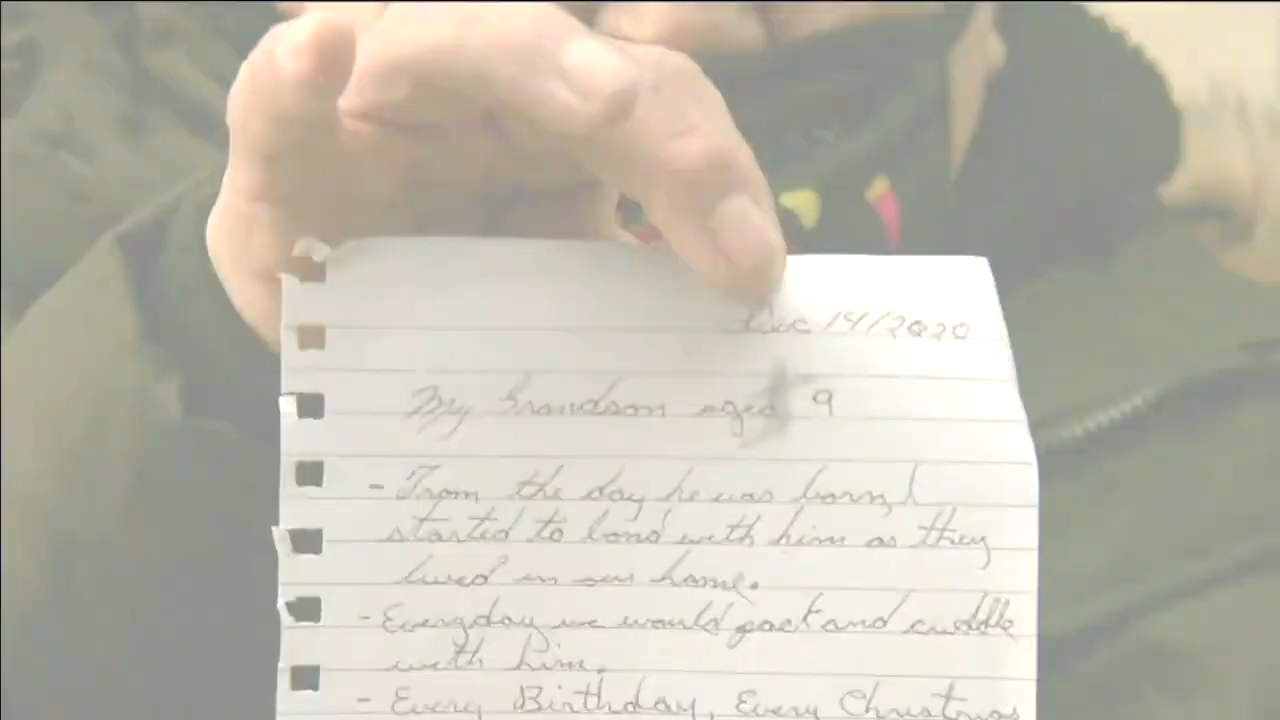 Dec 14/2020
My Grandson aged 9
- From the day he was born, I
started to bond with him as they
lived in our home.
- Everyday we would and cuddle
with him.
- Every Birthday, Every Christmas